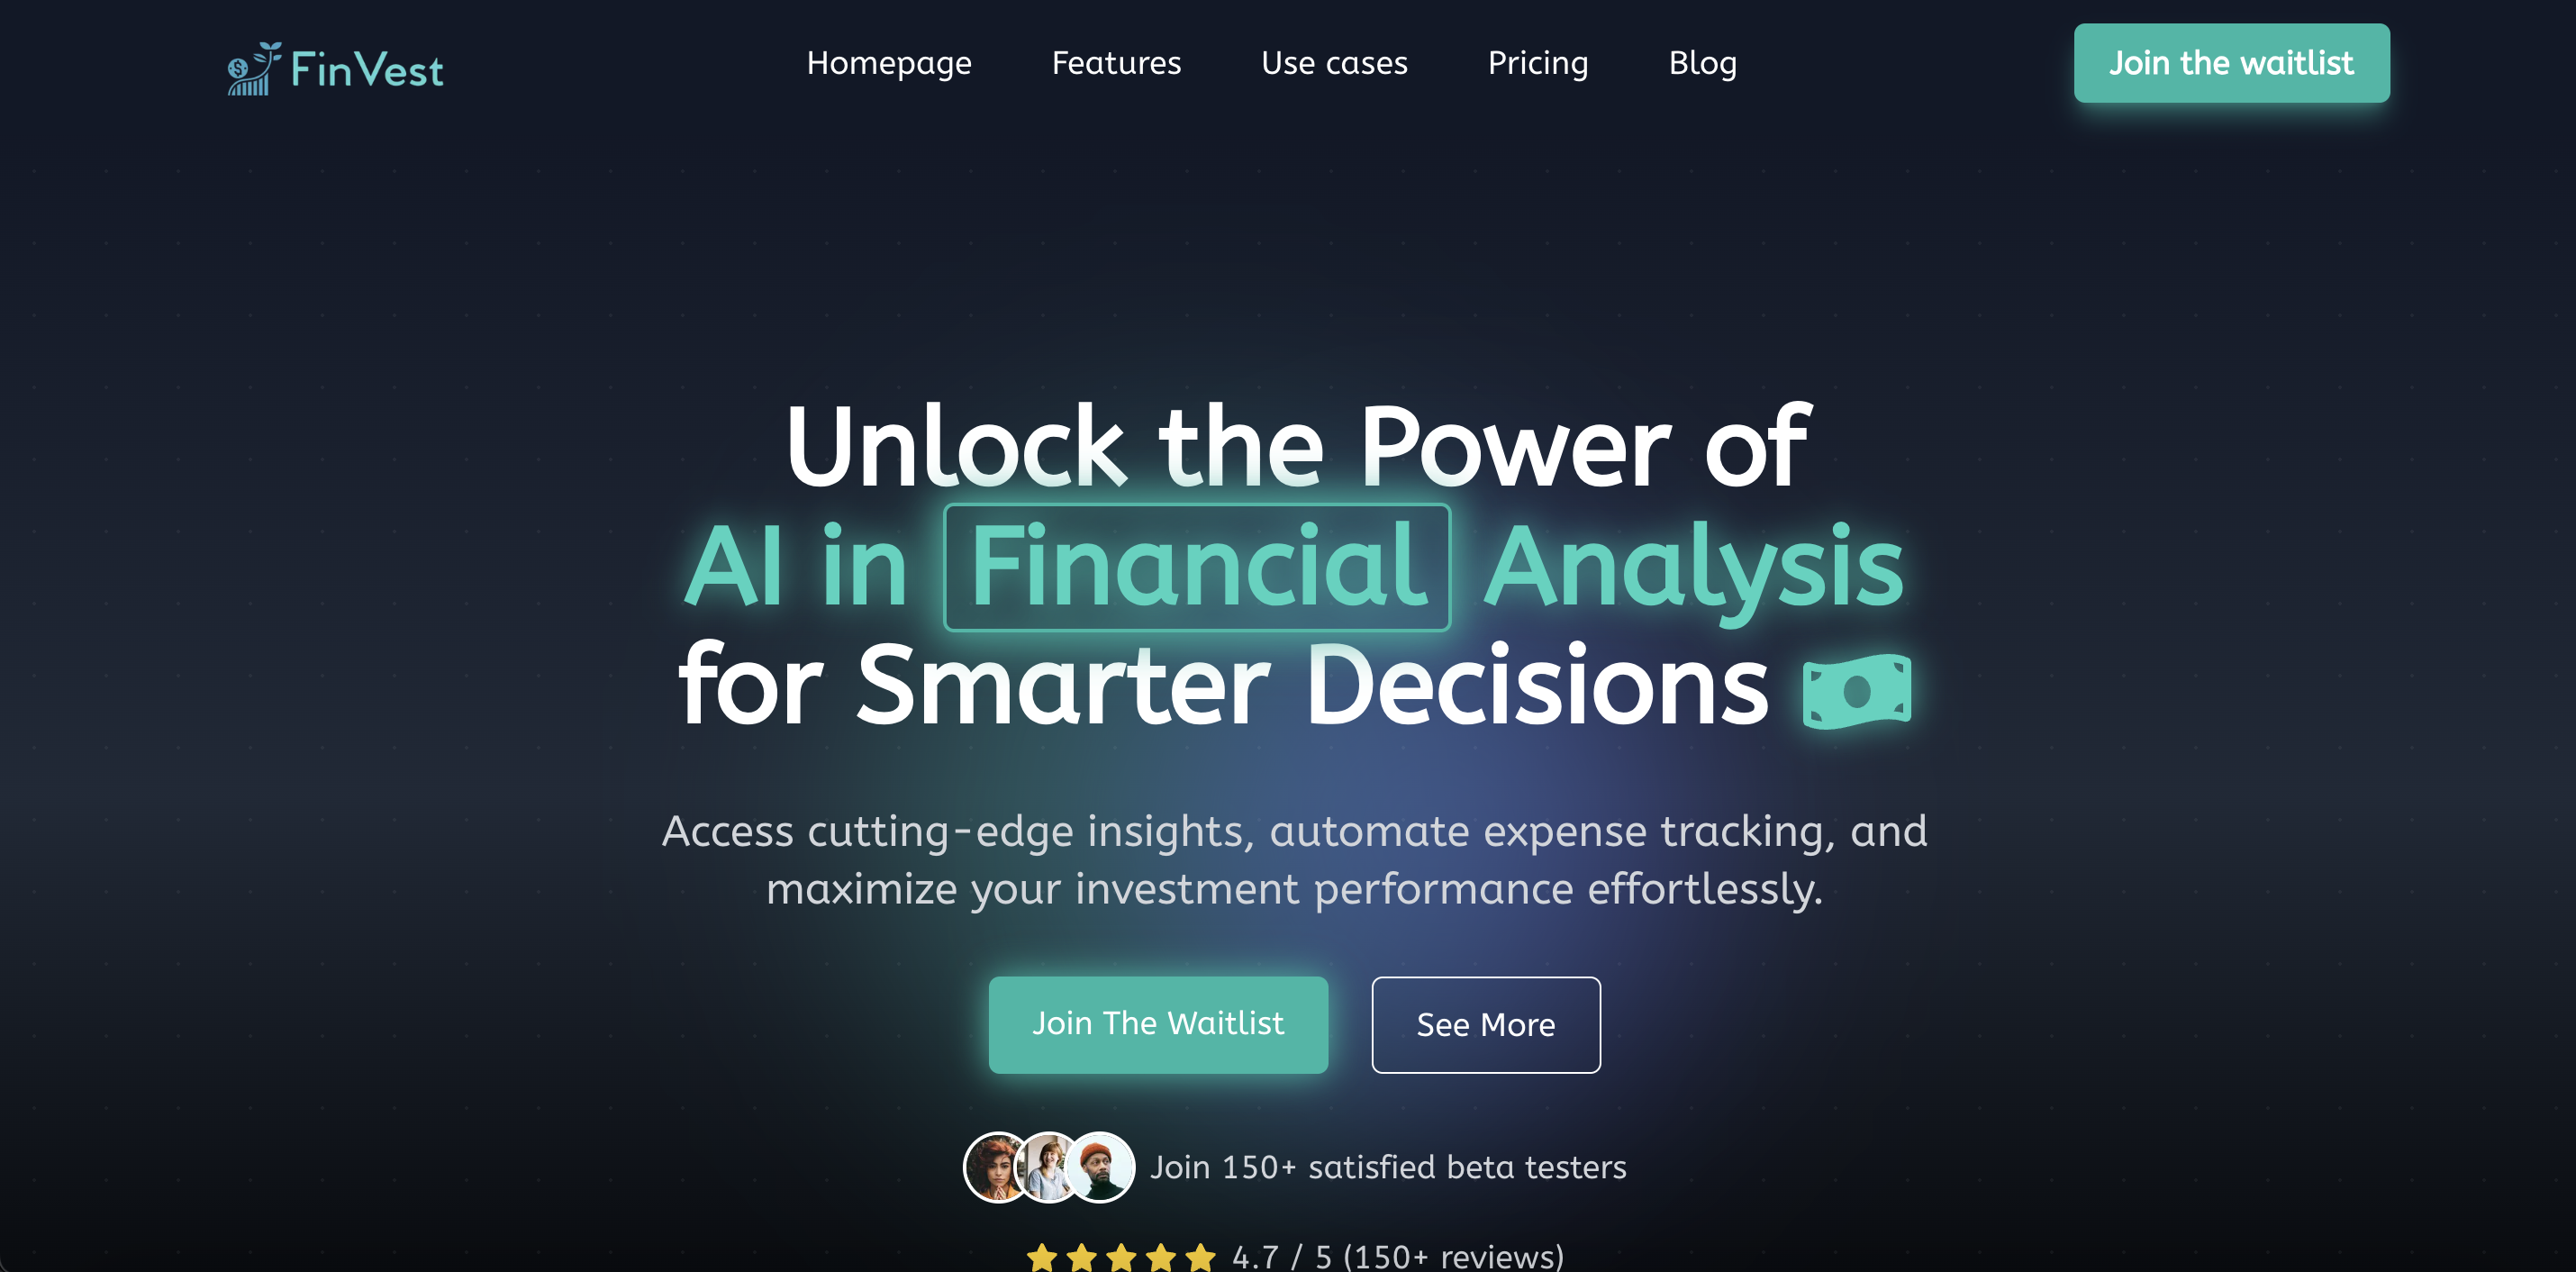 FinVest
Homepage
Features
Use cases
Pricing
Blog
Join the waitlist
Unlock the Power of
AI in Financial Analysis
for Smarter Decisions
Access cutting-edge insights, automate expense tracking, and
maximize your investment performance effortlessly.
Join The Waitlist
See More
Join 150+ satisfied beta testers
4.7 / 5 (150+ reviews)